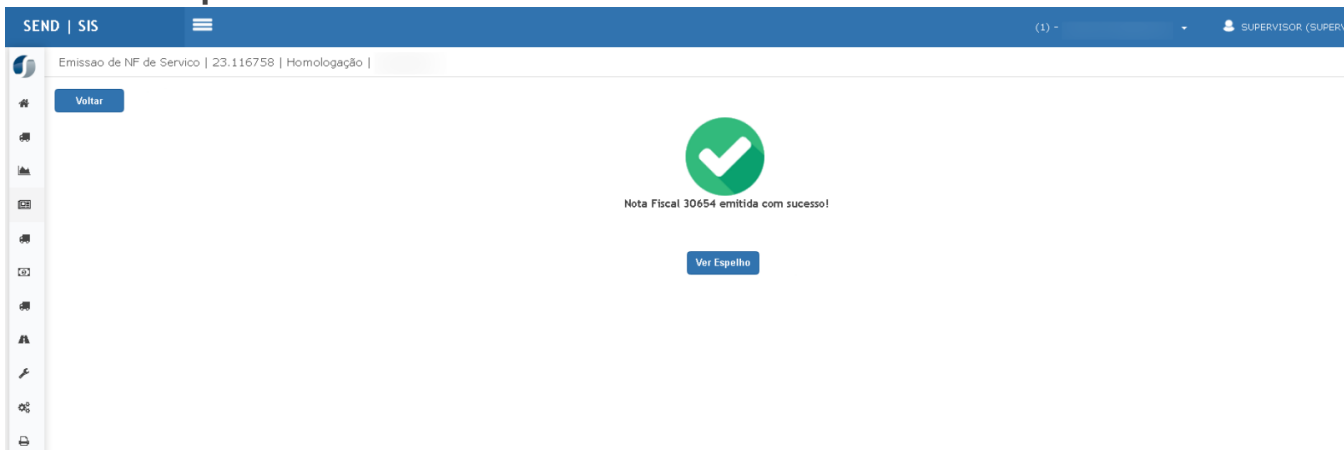 SEND | SIS
(1) -
SUPERVISOR (SUPERV
Emissao de NF de Servico | 23.116758 | Homologação |
Voltar
Nota Fiscal 30654 emitida com sucesso!
Ver Espelho